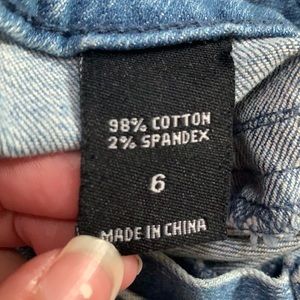 98% COTTON
2% SPANDEX
6
MADE IN CHINA